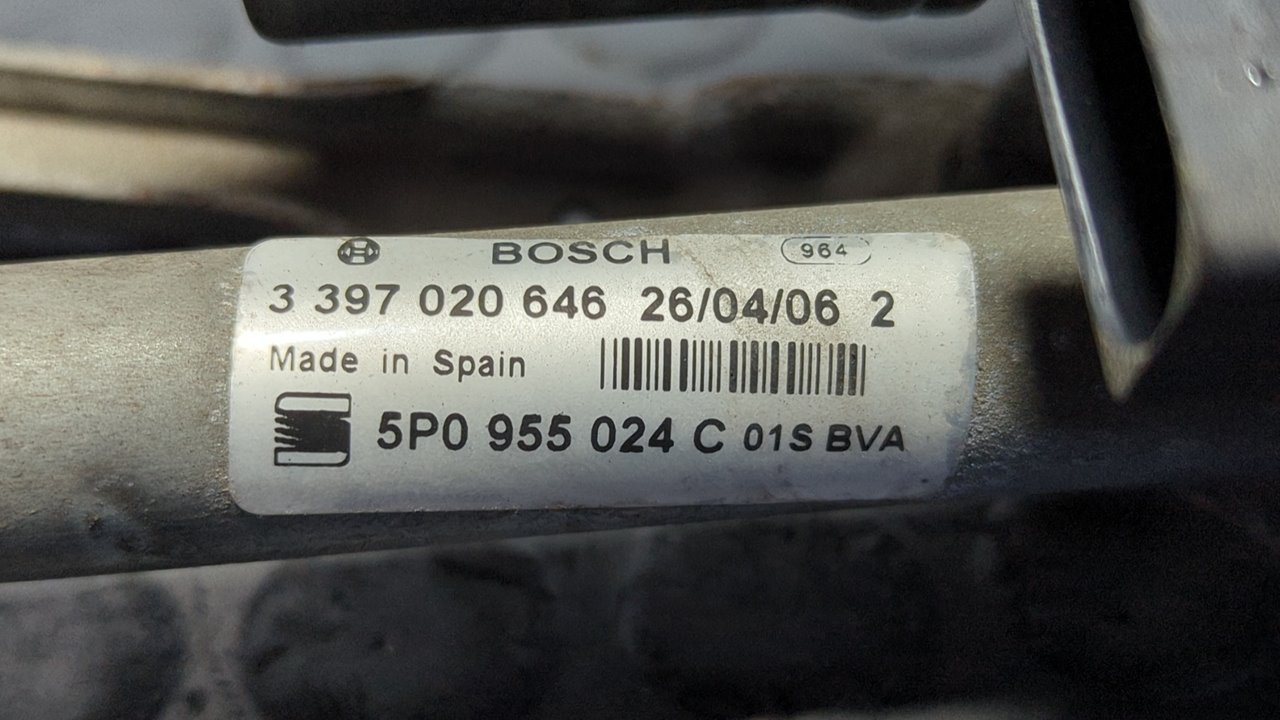 BOSCH 964
3 397 020 646 26/04/06 2
Made in Spain
5P0 955 024 C 01S BVA